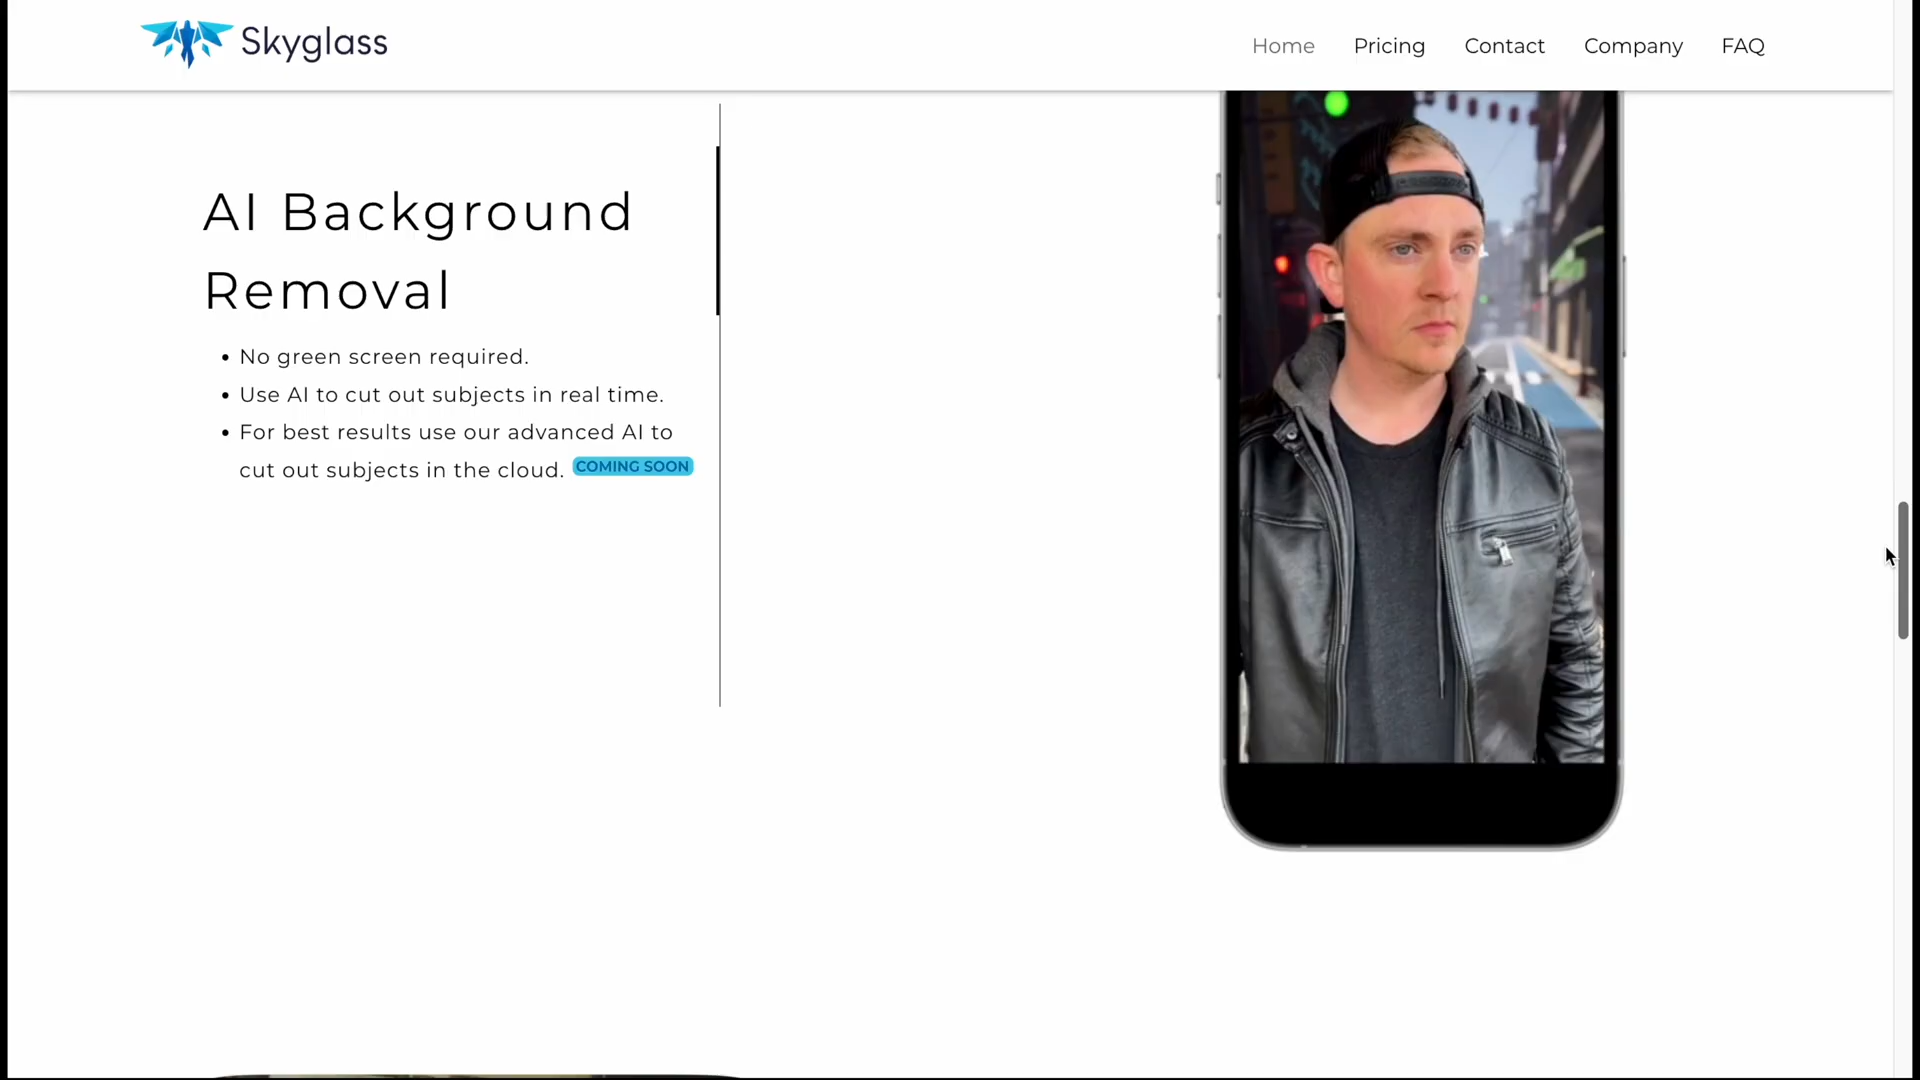 Skyglass
Home Pricing Contact Company FAQ
AI Background
Removal
• No green screen required.
• Use AI to cut out subjects in real time.
• For best results use our advanced AI to
cut out subjects in the cloud. COMING SOON